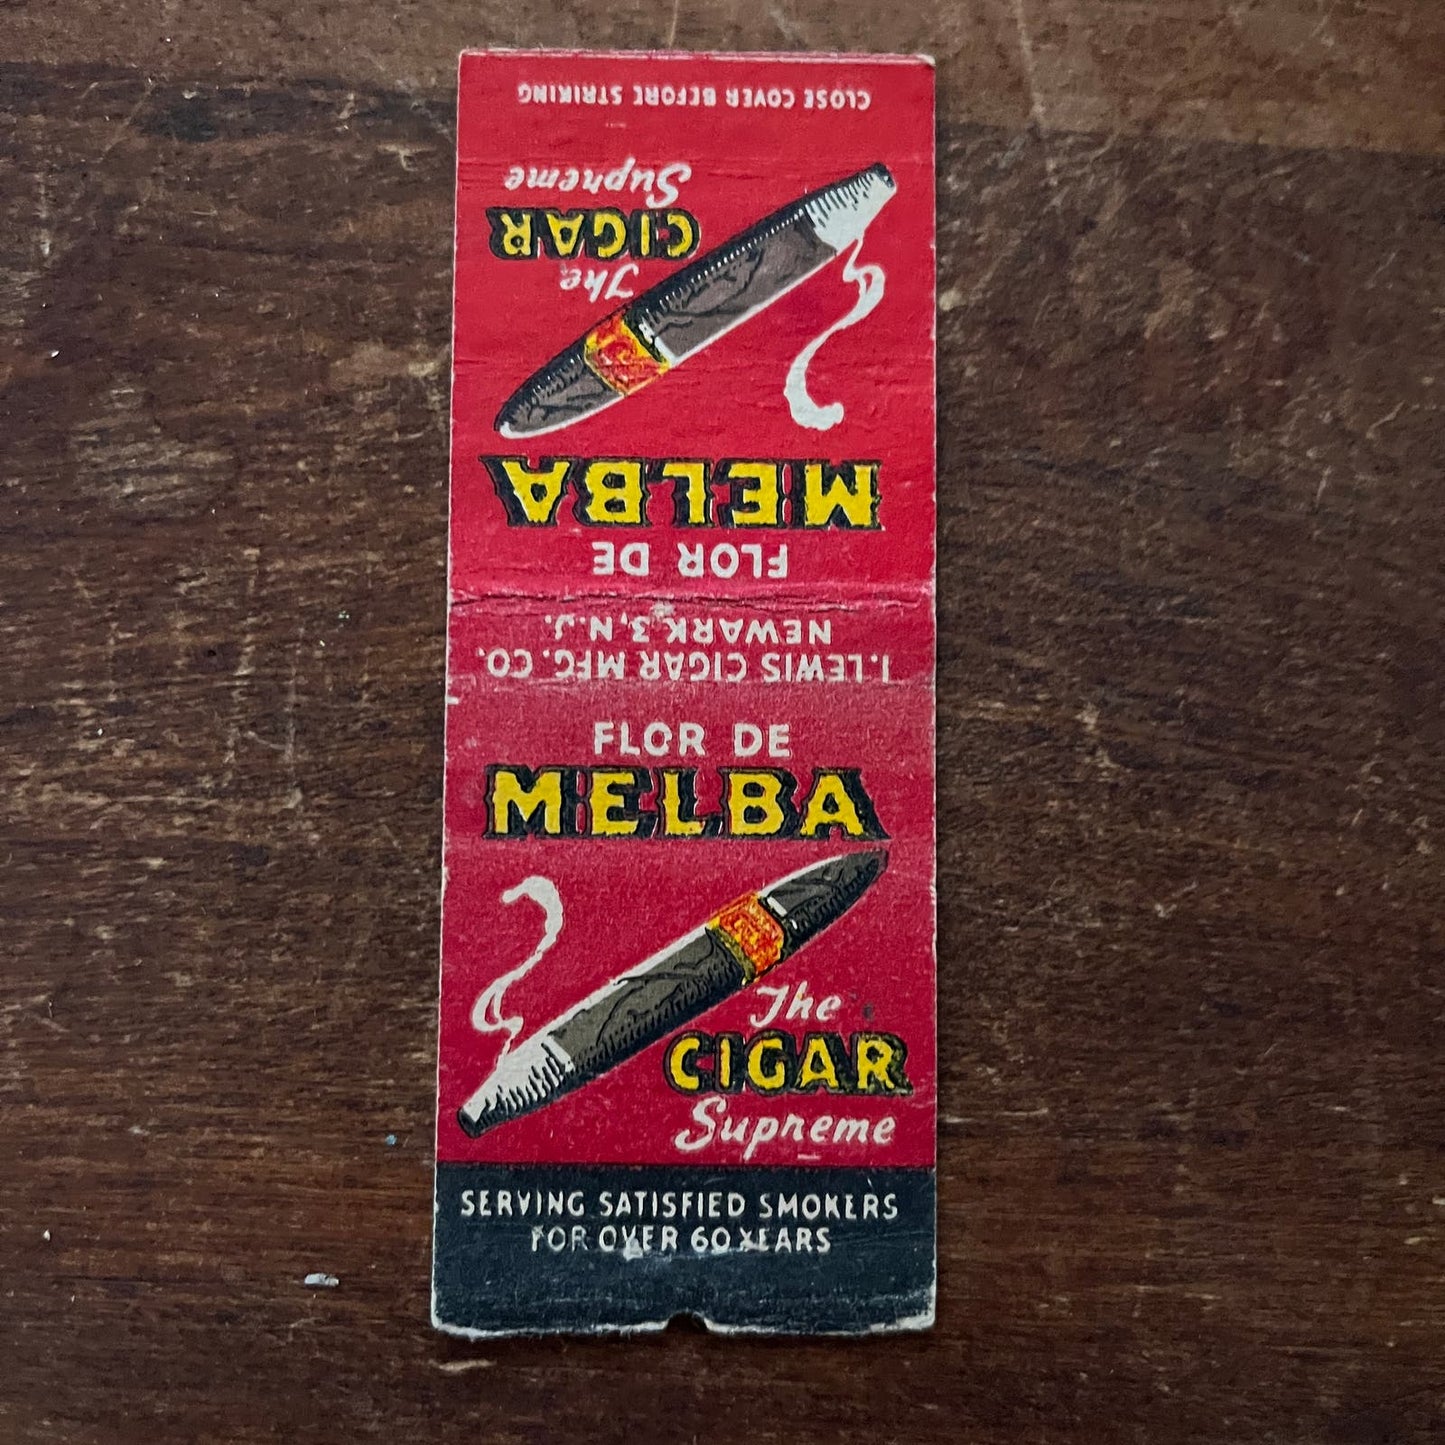 CLOSE COVER BEFORE STRIKING
Supreme
CIGAR
The
MELBA
FLOR DE
NEWARK 3, N.J.
I. LEWIS CIGAR MFG. CO.
FLOR DE
MELBA
The
CIGAR
Supreme
SERVING SATISFIED SMOKERS
FOR OVER 60 YEARS